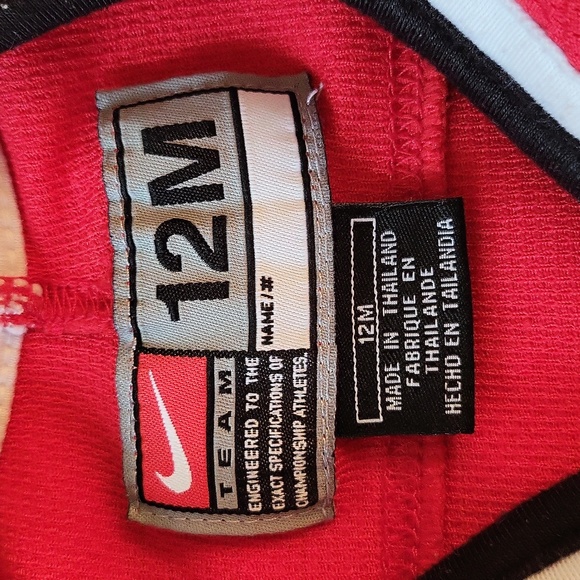 12M
NAME/#
TEAM
ENGINEERED TO THE
EXACT SPECIFICATIONS OF
CHAMPIONSHIP ATHLETES.
12M
MADE IN THAILAND
FABRIQUE EN
THAILANDE
HECHO EN TAILANDIA